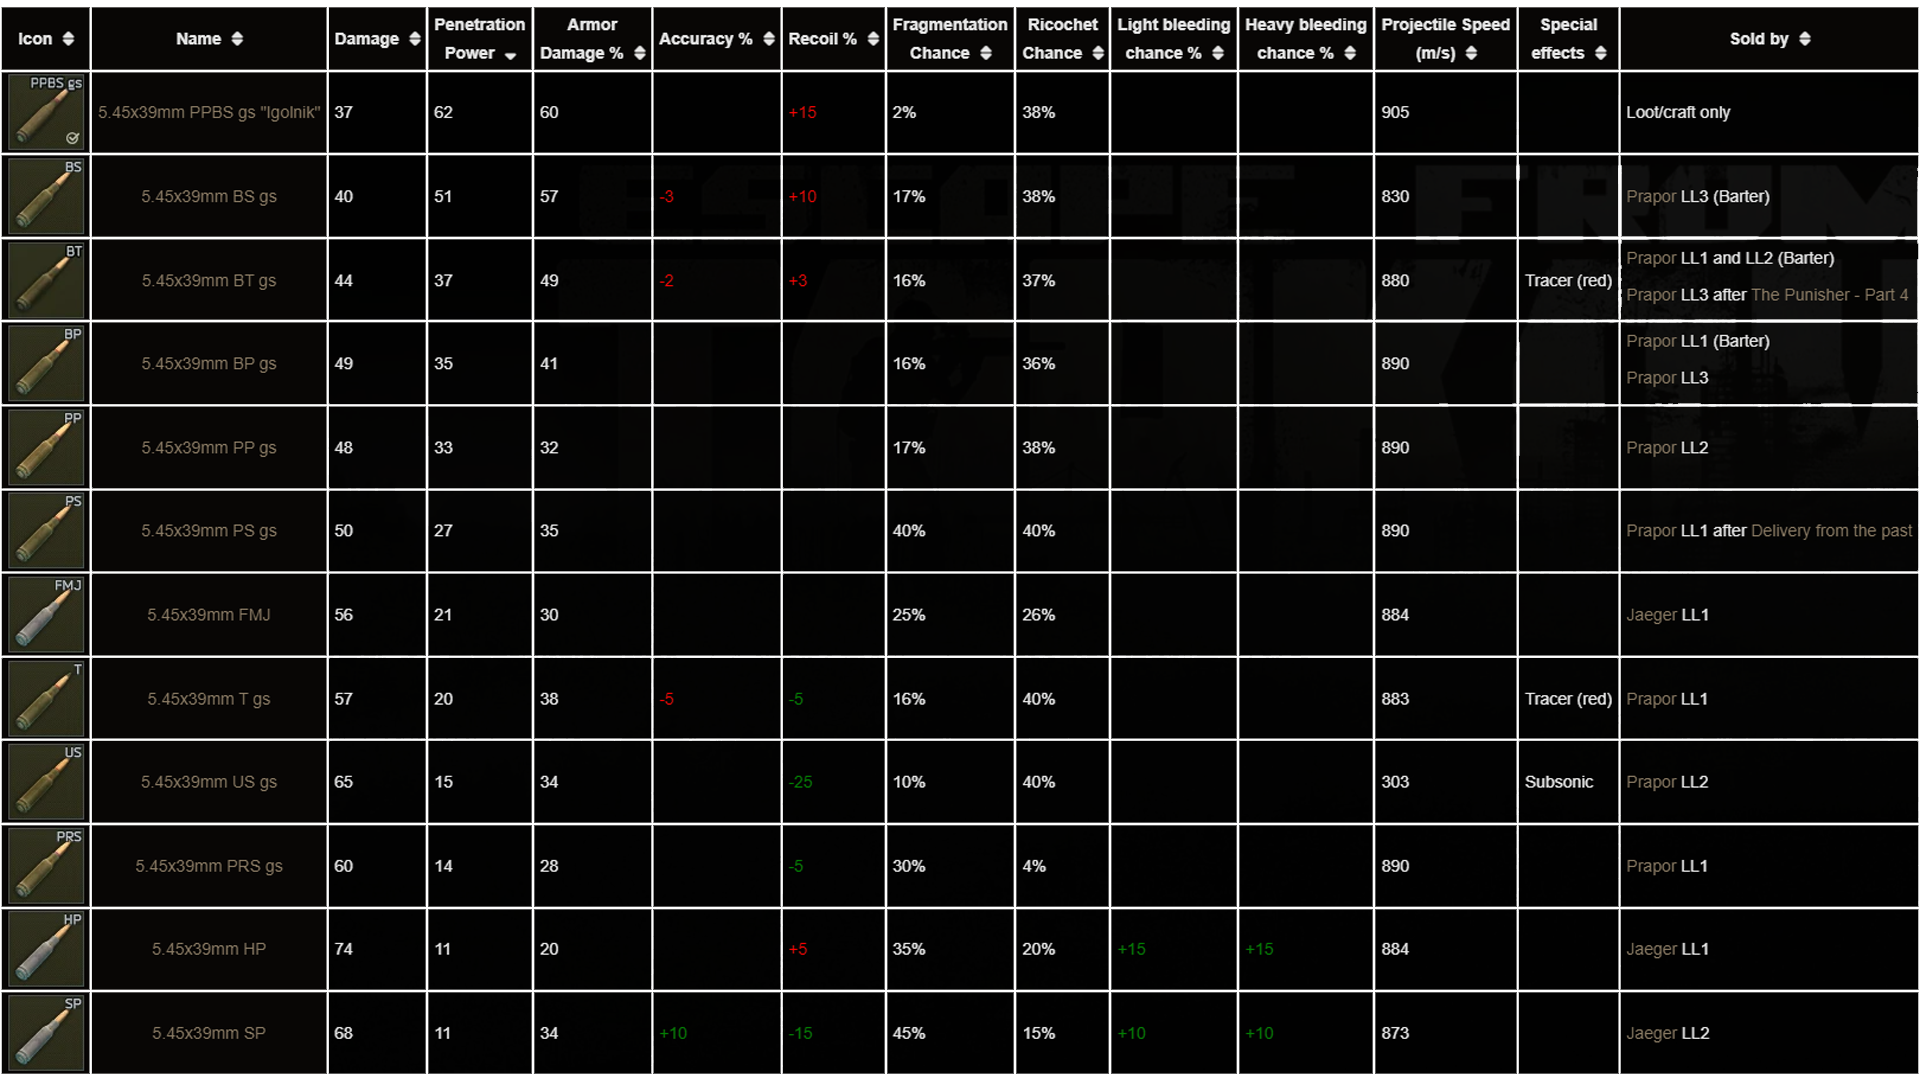 Icon Name Damage Penetration Power Armor Damage % Accuracy % Recoil % Fragmentation Chance Ricochet Chance Light bleeding chance % Heavy bleeding chance % Projectile Speed (m/s) Special effects Sold by
PPBS gs 5.45x39mm PPBS gs "Igolnik" 37 62 60 +15 2% 38% 905 Loot/craft only
BS 5.45x39mm BS gs 40 51 57 -3 +10 17% 38% 830 Prapor LL3 (Barter)
BT 5.45x39mm BT gs 44 37 49 -2 +3 16% 37% 880 Tracer (red) Prapor LL1 and LL2 (Barter)
Prapor LL3 after The Punisher - Part 4
BP 5.45x39mm BP gs 49 35 41 16% 36% 890 Prapor LL1 (Barter)
Prapor LL3
PP 5.45x39mm PP gs 48 33 32 17% 38% 890 Prapor LL2
PS 5.45x39mm PS gs 50 27 35 40% 40% 890 Prapor LL1 after Delivery from the past
FMJ 5.45x39mm FMJ 56 21 30 25% 26% 884 Jaeger LL1
T 5.45x39mm T gs 57 20 38 -5 -5 16% 40% 883 Tracer (red) Prapor LL1
US 5.45x39mm US gs 65 15 34 -25 10% 40% 303 Subsonic Prapor LL2
PRS 5.45x39mm PRS gs 60 14 28 -5 30% 4% 890 Prapor LL1
HP 5.45x39mm HP 74 11 20 +5 35% 20% +15 +15 884 Jaeger LL1
SP 5.45x39mm SP 68 11 34 +10 -15 45% 15% +10 +10 873 Jaeger LL2
ESCAPE FROM